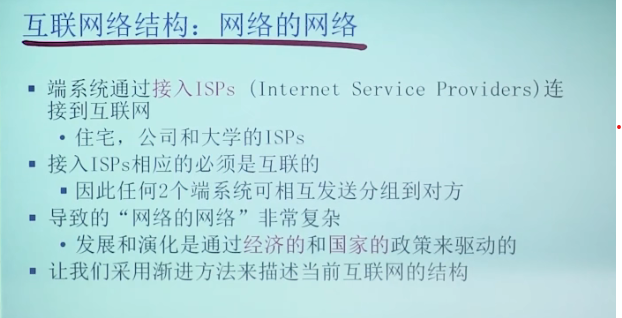 互联网络结构：网络的网络
▪ 端系统通过接入ISPs (Internet Service Providers)连
接到互联网
• 住宅，公司和大学的ISPs
▪ 接入ISPs相应的必须是互联的
▪ 因此任何2个端系统可相互发送分组到对方
▪ 导致的“网络的网络”非常复杂
• 发展和演化是通过经济的和国家的政策来驱动的
▪ 让我们采用渐进方法来描述当前互联网的结构